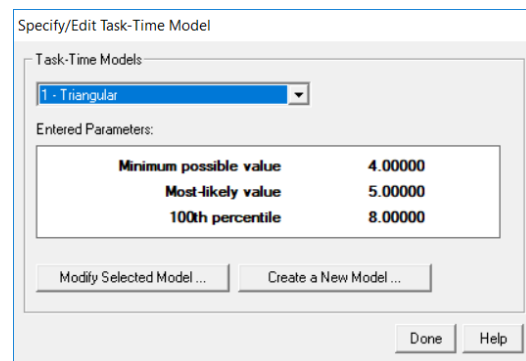 Specify/Edit Task-Time Model
Task-Time Models
1 - Triangular
Entered Parameters:
Minimum possible value 4.00000
Most-likely value 5.00000
100th percentile 8.00000
Modify Selected Model ... Create a New Model ...
Done Help